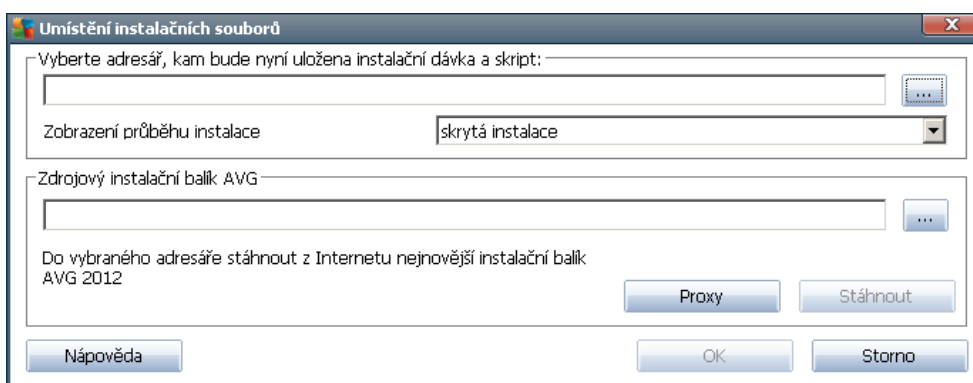 Umístění instalačních souborů
Vyberte adresář, kam bude nyní uložena instalační dávka a skript:
...
Zobrazení průběhu instalace skrytá instalace
Zdrojový instalační balík AVG
...
Do vybraného adresáře stáhnout z Internetu nejnovější instalační balík
AVG 2012
Proxy Stáhnout
Nápověda OK Storno